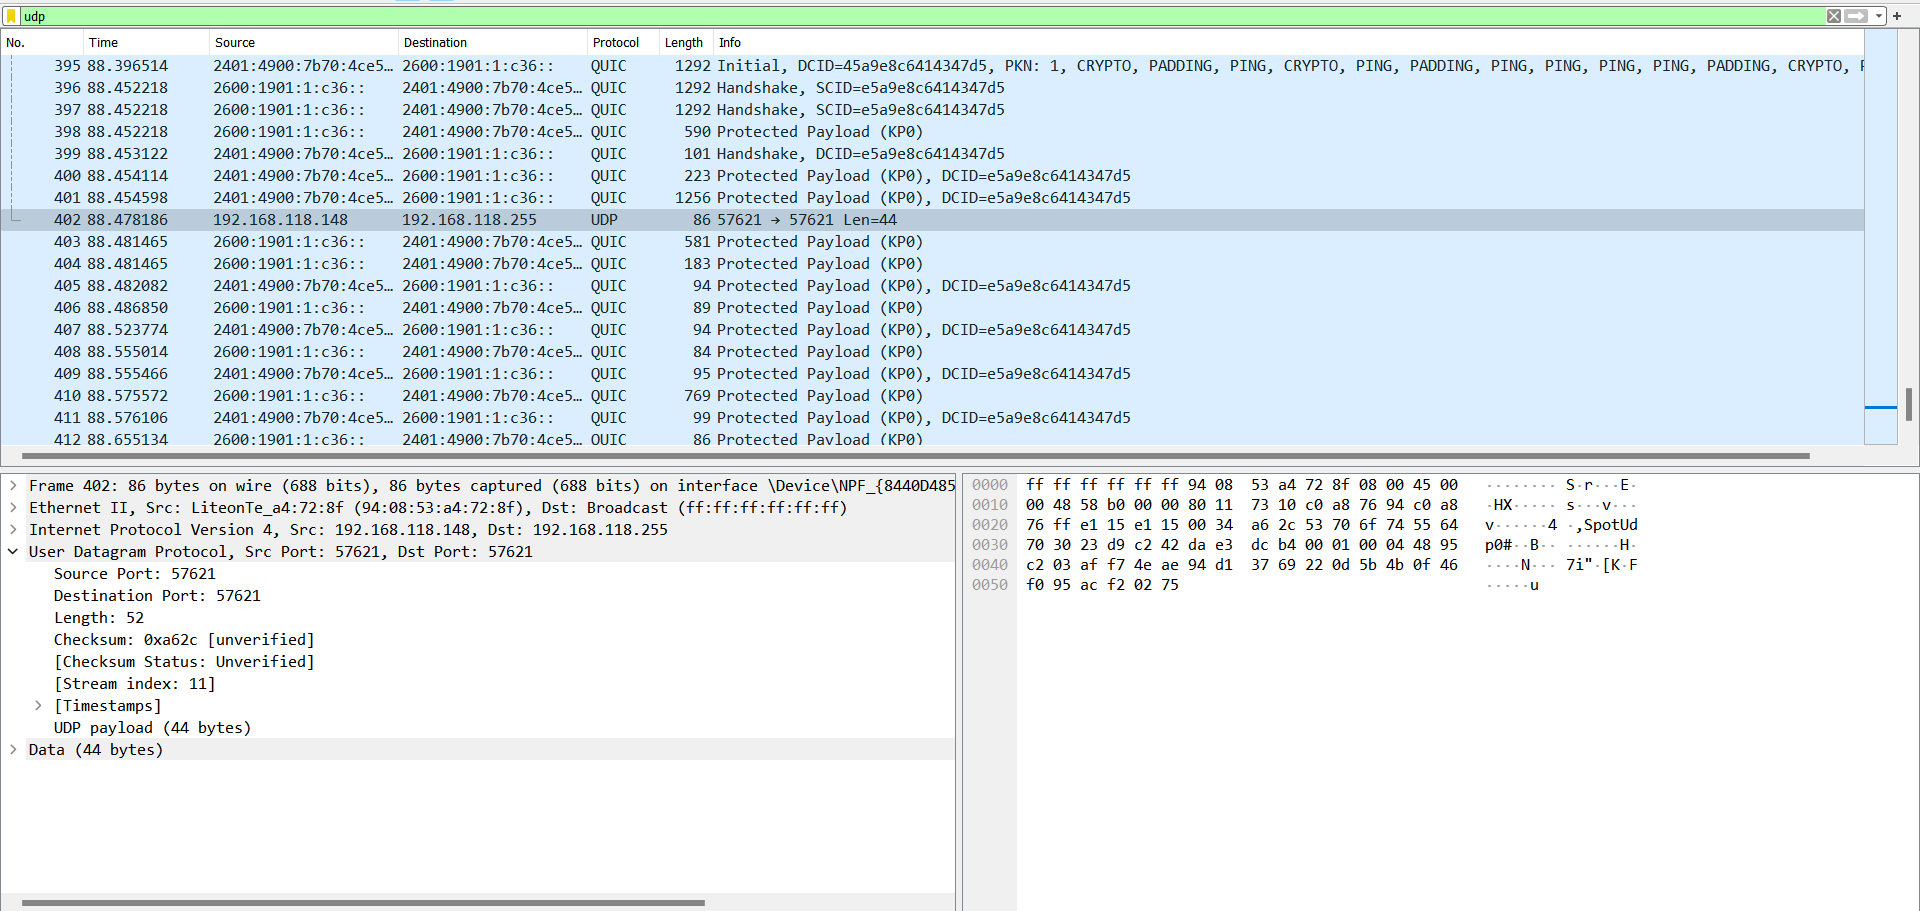 udp
No. Time Source Destination Protocol Length Info
395 88.396514 2401:4900:7b70:4ce5… 2600:1901:1:c36:: QUIC 1292 Initial, DCID=45a9e8c6414347d5, PKN: 1, CRYPTO, PADDING, PING, CRYPTO, PING, PADDING, PING, PING, PING, PING, PADDING, CRYPTO,
396 88.452218 2600:1901:1:c36:: 2401:4900:7b70:4ce5… QUIC 1292 Handshake, SCID=e5a9e8c6414347d5
397 88.452218 2600:1901:1:c36:: 2401:4900:7b70:4ce5… QUIC 1292 Handshake, SCID=e5a9e8c6414347d5
398 88.452218 2600:1901:1:c36:: 2401:4900:7b70:4ce5… QUIC 590 Protected Payload (KP0)
399 88.453122 2401:4900:7b70:4ce5… 2600:1901:1:c36:: QUIC 101 Handshake, DCID=e5a9e8c6414347d5
400 88.454114 2401:4900:7b70:4ce5… 2600:1901:1:c36:: QUIC 223 Protected Payload (KP0), DCID=e5a9e8c6414347d5
401 88.454598 2401:4900:7b70:4ce5… 2600:1901:1:c36:: QUIC 1256 Protected Payload (KP0), DCID=e5a9e8c6414347d5
402 88.478186 192.168.118.148 192.168.118.255 UDP 86 57621 → 57621 Len=44
403 88.481465 2600:1901:1:c36:: 2401:4900:7b70:4ce5… QUIC 581 Protected Payload (KP0)
404 88.481465 2600:1901:1:c36:: 2401:4900:7b70:4ce5… QUIC 183 Protected Payload (KP0)
405 88.482082 2401:4900:7b70:4ce5… 2600:1901:1:c36:: QUIC 94 Protected Payload (KP0), DCID=e5a9e8c6414347d5
406 88.486850 2600:1901:1:c36:: 2401:4900:7b70:4ce5… QUIC 89 Protected Payload (KP0)
407 88.523774 2401:4900:7b70:4ce5… 2600:1901:1:c36:: QUIC 94 Protected Payload (KP0), DCID=e5a9e8c6414347d5
408 88.555014 2600:1901:1:c36:: 2401:4900:7b70:4ce5… QUIC 84 Protected Payload (KP0)
409 88.555466 2401:4900:7b70:4ce5… 2600:1901:1:c36:: QUIC 95 Protected Payload (KP0), DCID=e5a9e8c6414347d5
410 88.575572 2600:1901:1:c36:: 2401:4900:7b70:4ce5… QUIC 769 Protected Payload (KP0)
411 88.576106 2401:4900:7b70:4ce5… 2600:1901:1:c36:: QUIC 99 Protected Payload (KP0), DCID=e5a9e8c6414347d5
412 88.655134 2600:1901:1:c36:: 2401:4900:7b70:4ce5… QUIC 86 Protected Payload (KP0)
Frame 402: 86 bytes on wire (688 bits), 86 bytes captured (688 bits) on interface \Device\NPF_{8440D485
Ethernet II, Src: LiteonTe_a4:72:8f (94:08:53:a4:72:8f), Dst: Broadcast (ff:ff:ff:ff:ff:ff)
Internet Protocol Version 4, Src: 192.168.118.148, Dst: 192.168.118.255
User Datagram Protocol, Src Port: 57621, Dst Port: 57621
Source Port: 57621
Destination Port: 57621
Length: 52
Checksum: 0xa62c [unverified]
[Checksum Status: Unverified]
[Stream index: 11]
[Timestamps]
UDP payload (44 bytes)
Data (44 bytes)
0000 ff ff ff ff ff ff 94 08 53 a4 72 8f 08 00 45 00 ········ S·r···E·
0010 00 48 58 b0 00 00 80 11 73 10 c0 a8 76 94 c0 a8 ·HX····· s···v···
0020 76 ff e1 15 e1 15 00 34 a6 2c 53 70 6f 74 55 64 v······4 ·,SpotUd
0030 70 30 23 d9 c2 42 da e3 dc b4 00 01 00 04 48 95 p0#··B·· ······H·
0040 c2 03 af f7 4e ae 94 d1 37 69 22 0d 5b 4b 0f 46 ····N··· 7i"·[K·F
0050 f0 95 ac f2 02 75 ·····u